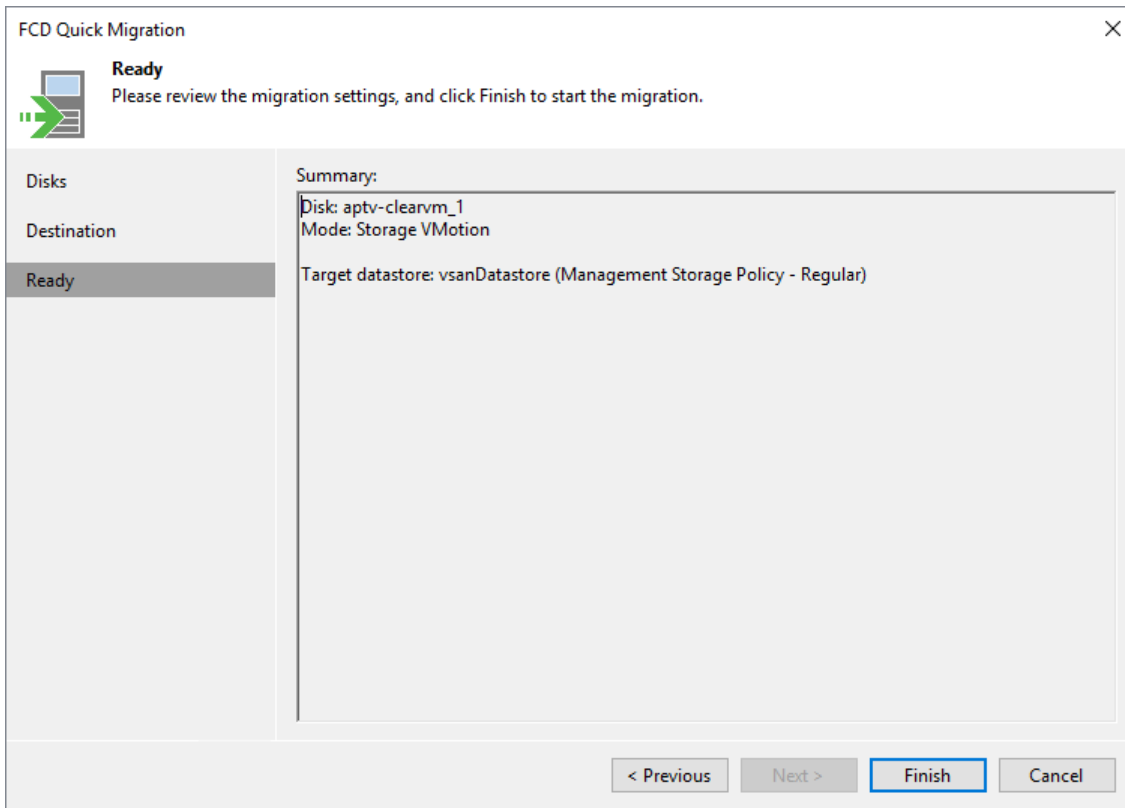 FCD Quick Migration
Ready
Please review the migration settings, and click Finish to start the migration.
Disks
Destination
Ready
Summary:
Disk: aptv-clearvm_1
Mode: Storage VMotion
Target datastore: vsanDatastore (Management Storage Policy - Regular)
< Previous
Next >
Finish
Cancel